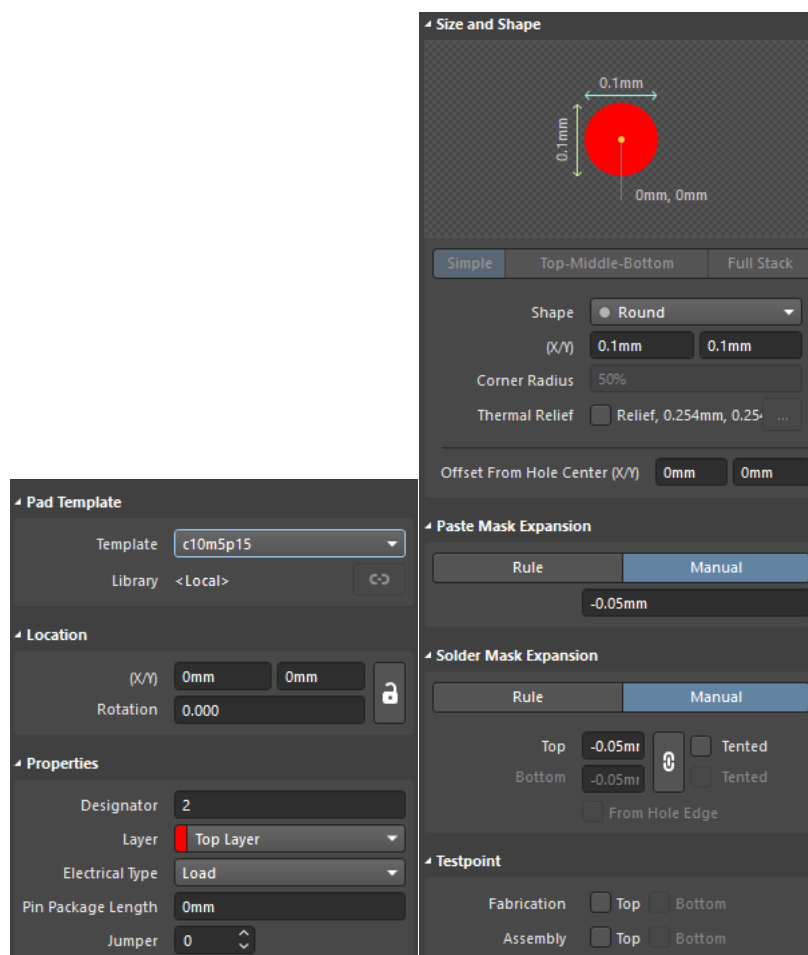 Pad Template
Template c10m5p15
Library <Local>
Location
(X/Y) 0mm 0mm
Rotation 0.000
Properties
Designator 2
Layer Top Layer
Electrical Type Load
Pin Package Length 0mm
Jumper 0
Size and Shape
0.1mm
0.1mm
0mm, 0mm
Simple Top-Middle-Bottom Full Stack
Shape Round
(X/Y) 0.1mm 0.1mm
Corner Radius 50%
Thermal Relief Relief, 0.254mm, 0.25 ...
Offset From Hole Center (X/Y) 0mm 0mm
Paste Mask Expansion
Rule Manual
-0.05mm
Solder Mask Expansion
Rule Manual
Top -0.05m Tented
Bottom -0.05m Tented
From Hole Edge
Testpoint
Fabrication Top Bottom
Assembly Top Bottom